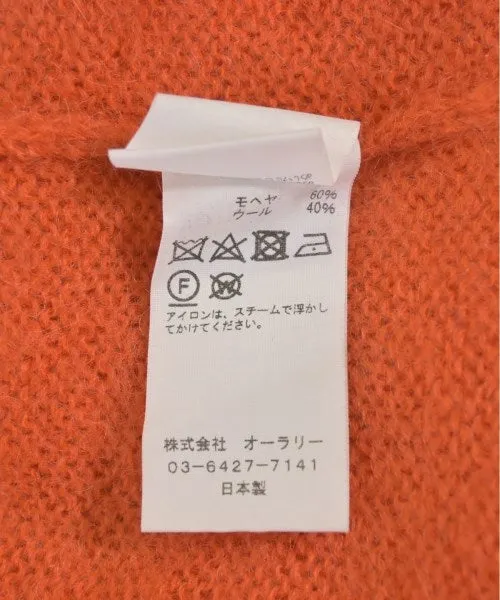 モヘヤ 60%
ウール 40%
F W
アイロンは、スチームで浮かし
てかけてください。
株式会社 オーラリー
03-6427-7141
日本製